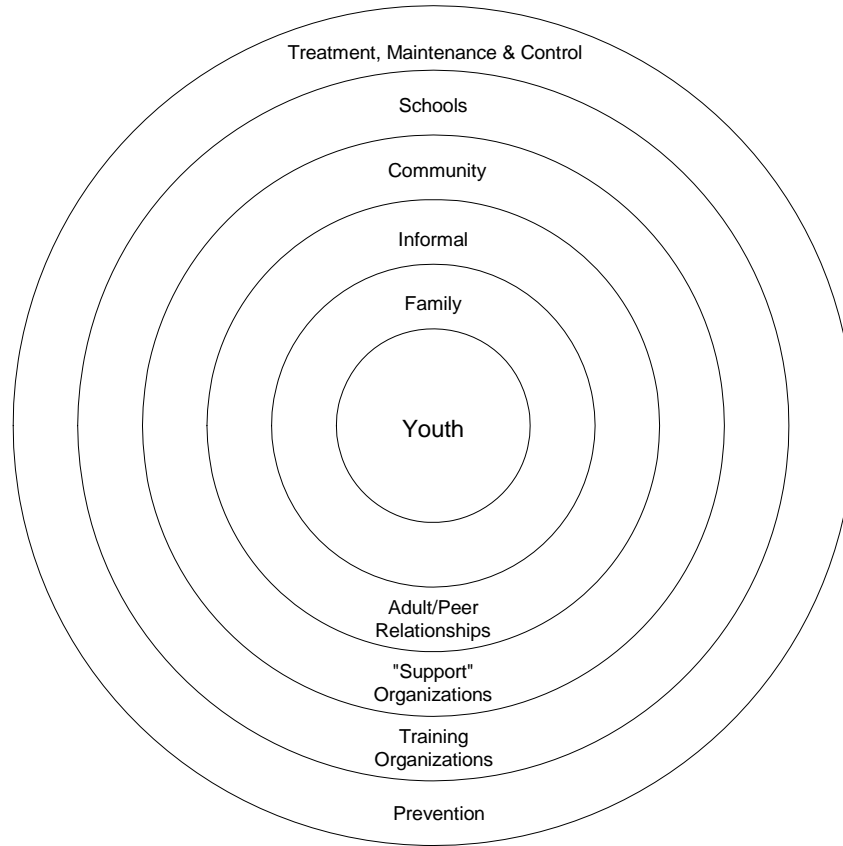 Treatment, Maintenance & Control
Schools
Community
Informal
Family
Youth
Adult/Peer
Relationships
"Support"
Organizations
Training
Organizations
Prevention